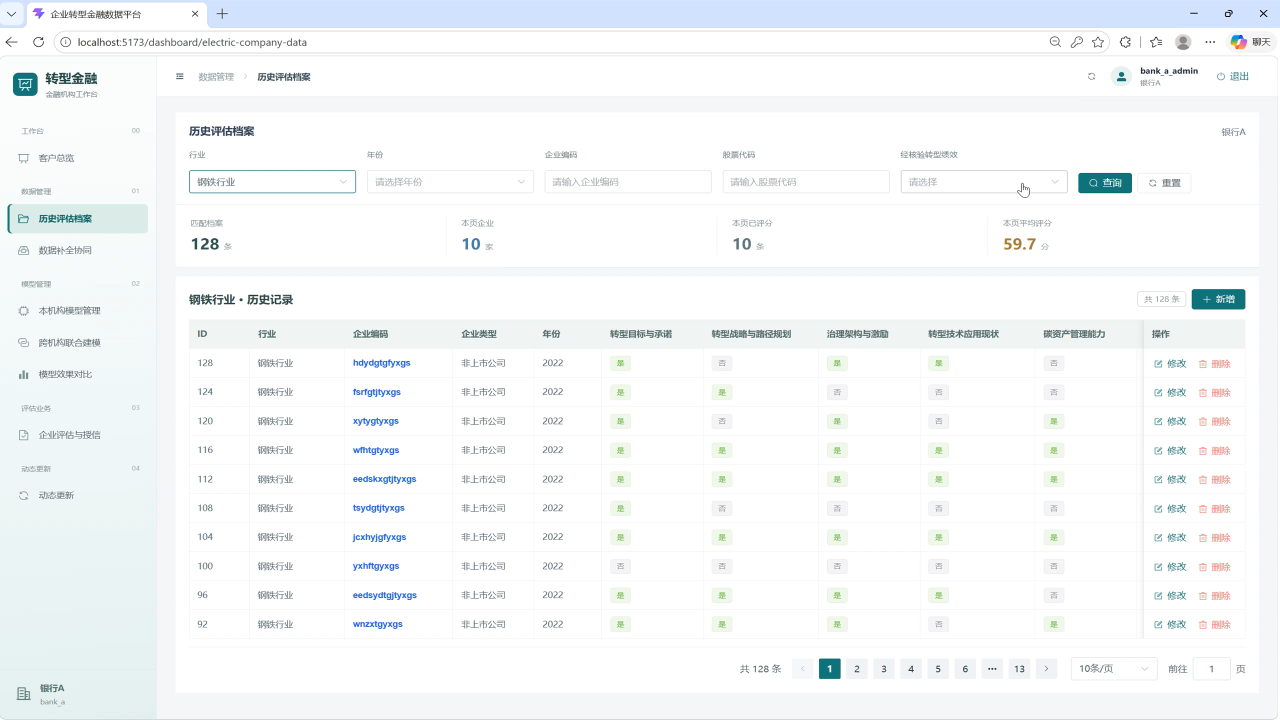 企业转型金融数据平台
localhost:5173/dashboard/electric-company-data
聊天
转型金融
金融机构工作台
数据管理
历史评估档案
bank_a_admin
银行A
退出
工作台 00
客户总览
数据管理 01
历史评估档案
数据补全协同
模型管理 02
本机构模型管理
跨机构联合建模
模型效果对比
评估业务 03
企业评估与授信
动态更新 04
动态更新
银行A
bank_a
历史评估档案 银行A
行业 年份 企业编码 股票代码 经核验转型绩效
钢铁行业 请选择年份 请输入企业编码 请输入股票代码 请选择 查询 重置
匹配档案 本页企业 本页已评分 本页平均评分
128 条 10 家 10 条 59.7 分
钢铁行业 • 历史记录 共 128 条 新增
ID 行业 企业编码 企业类型 年份 转型目标与承诺 转型战略与路径规划 治理架构与激励 转型技术应用现状 碳资产管理能力 操作
128 钢铁行业 hdydgtgfyxgs 非上市公司 2022 是 否 是 是 否 修改 删除
124 钢铁行业 fsrfgtjtyxgs 非上市公司 2022 是 是 否 否 否 修改 删除
120 钢铁行业 xytygtyxgs 非上市公司 2022 是 否 是 否 是 修改 删除
116 钢铁行业 wfhtgtyxgs 非上市公司 2022 是 是 是 是 是 修改 删除
112 钢铁行业 eedskxgtjtyxgs 非上市公司 2022 是 是 是 是 是 修改 删除
108 钢铁行业 tsydgtjtyxgs 非上市公司 2022 是 否 否 否 否 修改 删除
104 钢铁行业 jcxhyjgfyxgs 非上市公司 2022 是 是 是 是 是 修改 删除
100 钢铁行业 yxhftgyxgs 非上市公司 2022 否 否 否 否 否 修改 删除
96 钢铁行业 eedsydtgjtyxgs 非上市公司 2022 是 是 是 是 否 修改 删除
92 钢铁行业 wnzxtgyxgs 非上市公司 2022 是 是 是 否 是 修改 删除
共 128 条 1 2 3 4 5 6 ••• 13 10条/页 前往 1 页